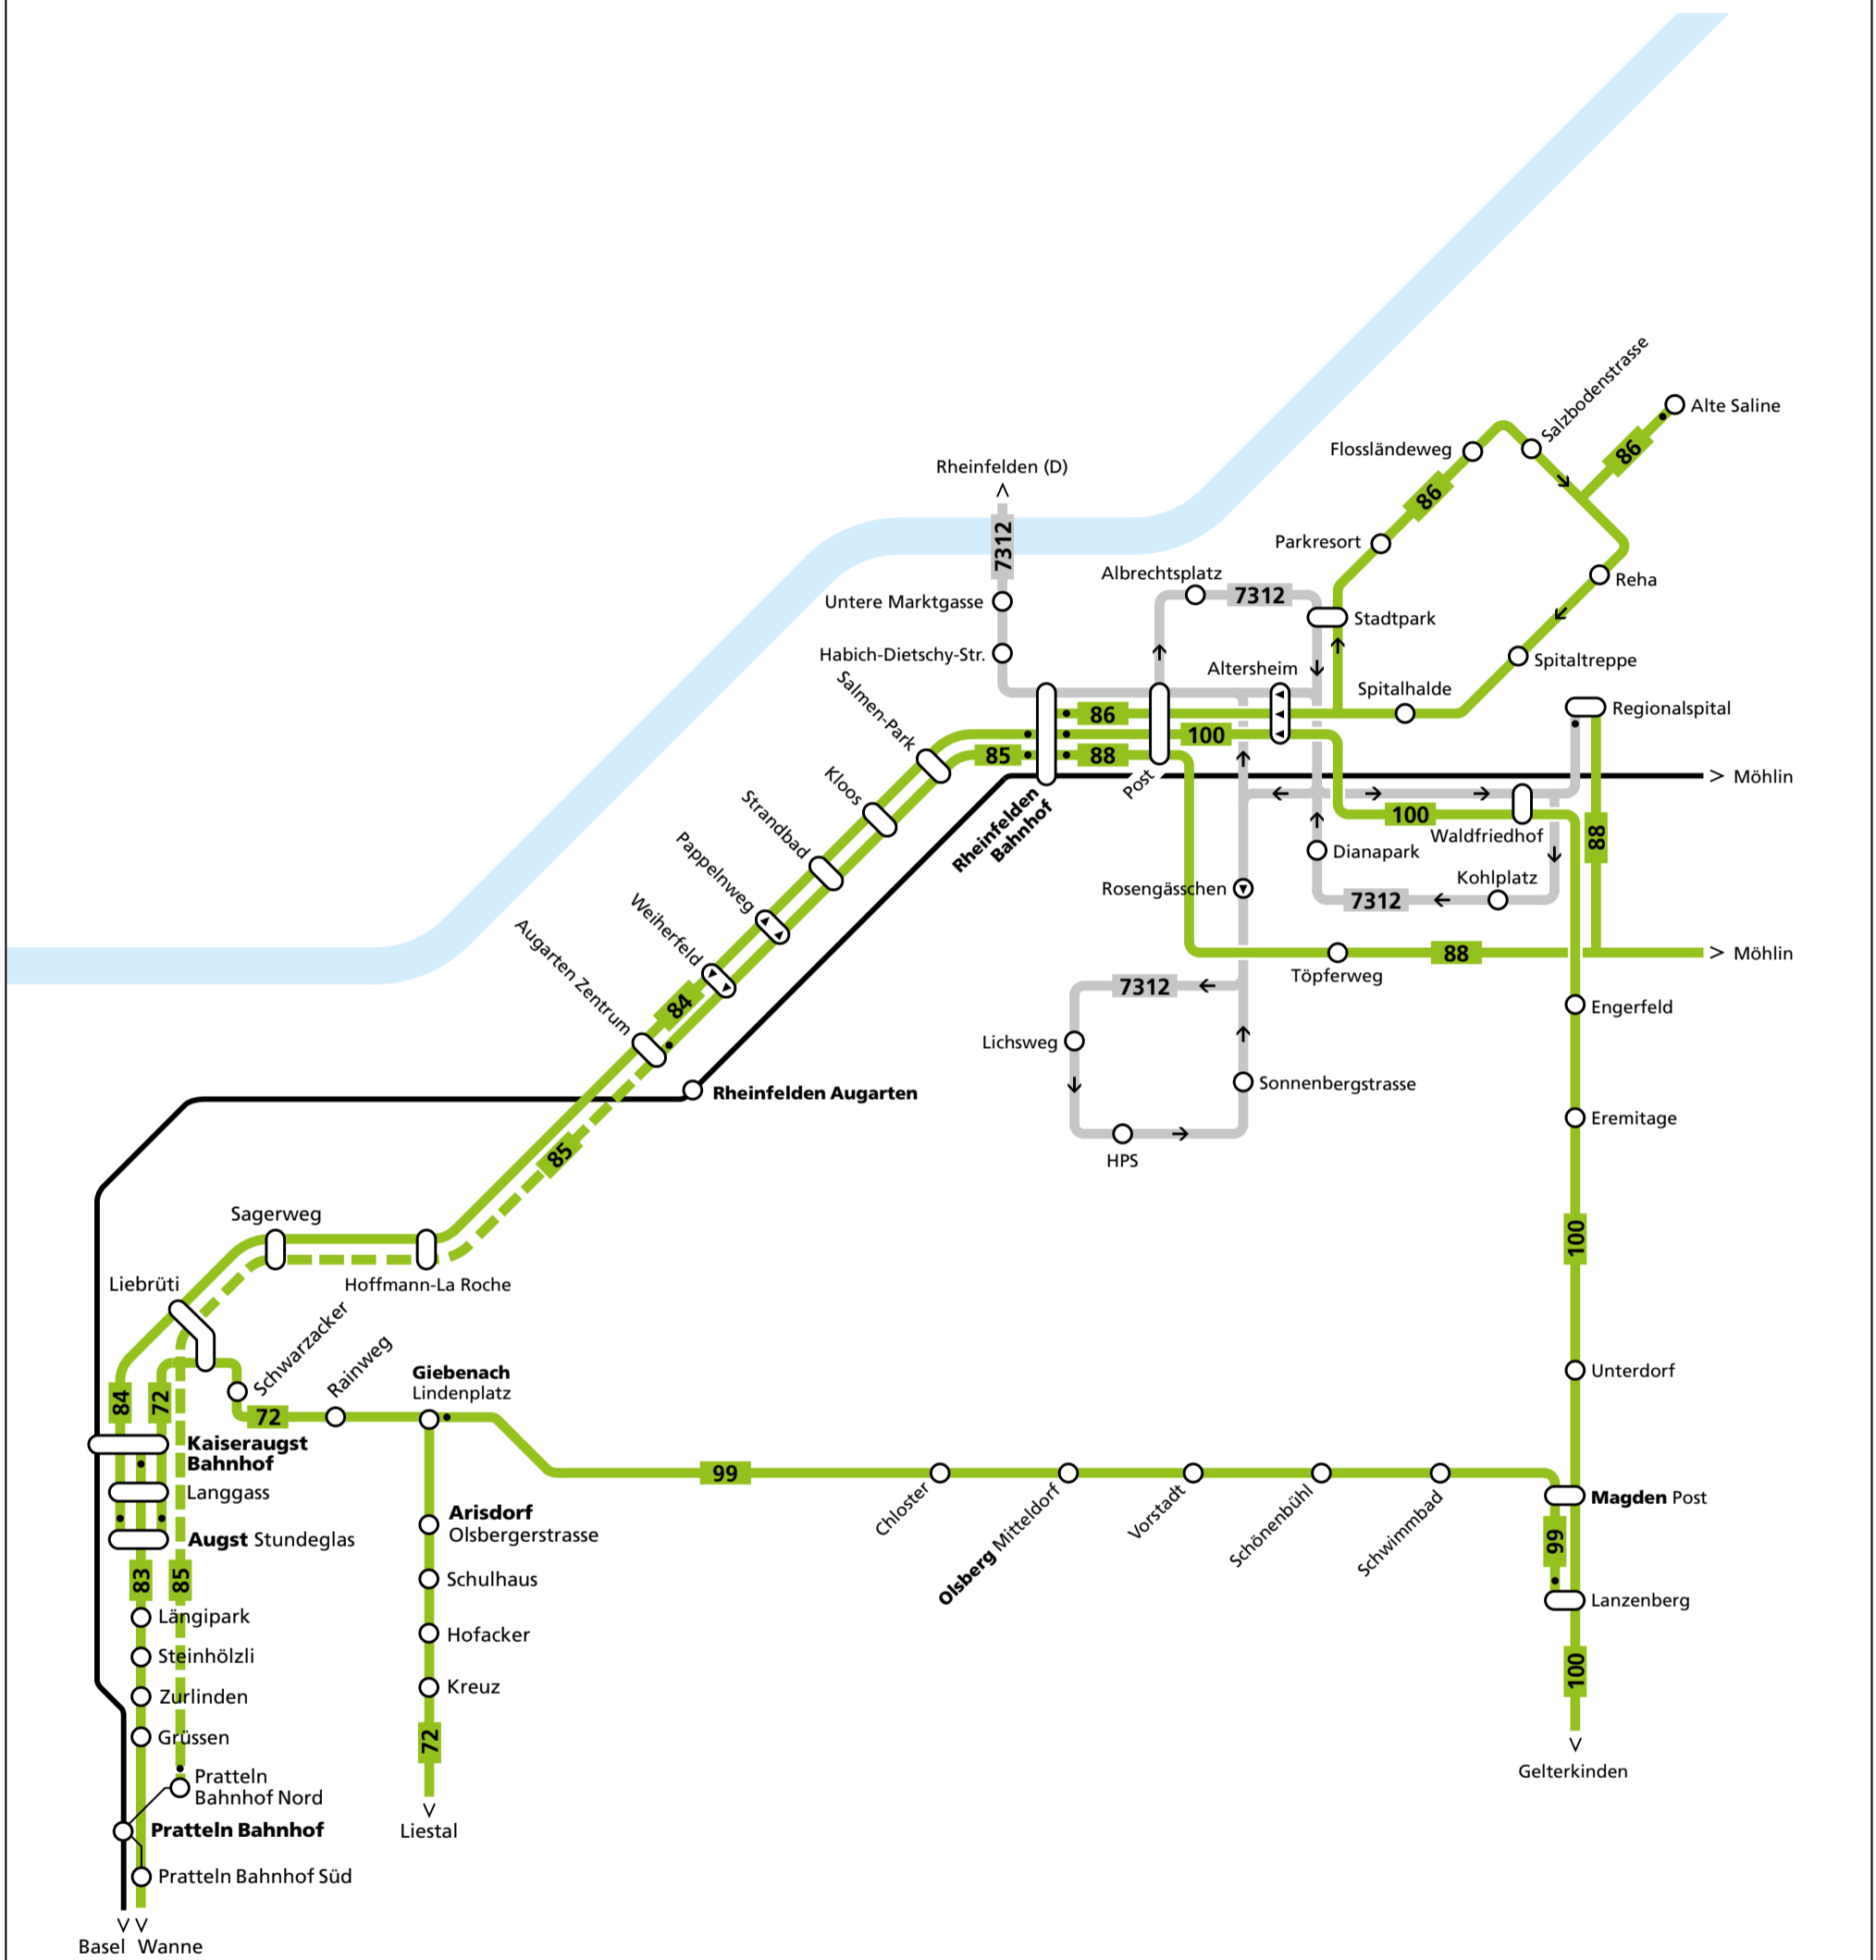 Salzbodenstrasse
Alte Saline
86
Flossländeweg
86
Rheinfelden (D)
7312
Parkresort
Albrechtsplatz
7312
Reha
Untere Marktgasse
Stadtpark
Habich-Dietschy-Str.
Altersheim
Spitaltreppe
Spitalhalde
Regionalspital
Salmen-Park
86
100
85
88
Post
Möhlin
Kloos
Rheinfelden
Bahnhof
Strandbad
100
Waldfriedhof
88
Pappelnweg
Dianapark
Kohlplatz
Rosengässchen
7312
Weiherfeld
Augarten Zentrum
84
Töpferweg
88
Möhlin
7312
Engerfeld
Lichsweg
Sonnenbergstrasse
Rheinfelden Augarten
Eremitage
HPS
85
Sagerweg
100
Liebrüti
Hoffmann-La Roche
Schwarzacker
Rainweg
Giebenach
Lindenplatz
Unterdorf
84
72
72
Kaiseraugst
Bahnhof
99
Langgass
Chloster
Olsberg Mitteldorf
Vorstadt
Schönenbühl
Schwimmbad
Magden Post
Augst Stundeglas
Arisdorf
Olsbergerstrasse
99
83
85
Schulhaus
Lanzenberg
Längipark
Hofacker
Steinhölzli
100
Zurlinden
Kreuz
Grüssen
72
Pratteln
Bahnhof Nord
Gelterkinden
Pratteln Bahnhof
Liestal
Pratteln Bahnhof Süd
Basel
Wanne